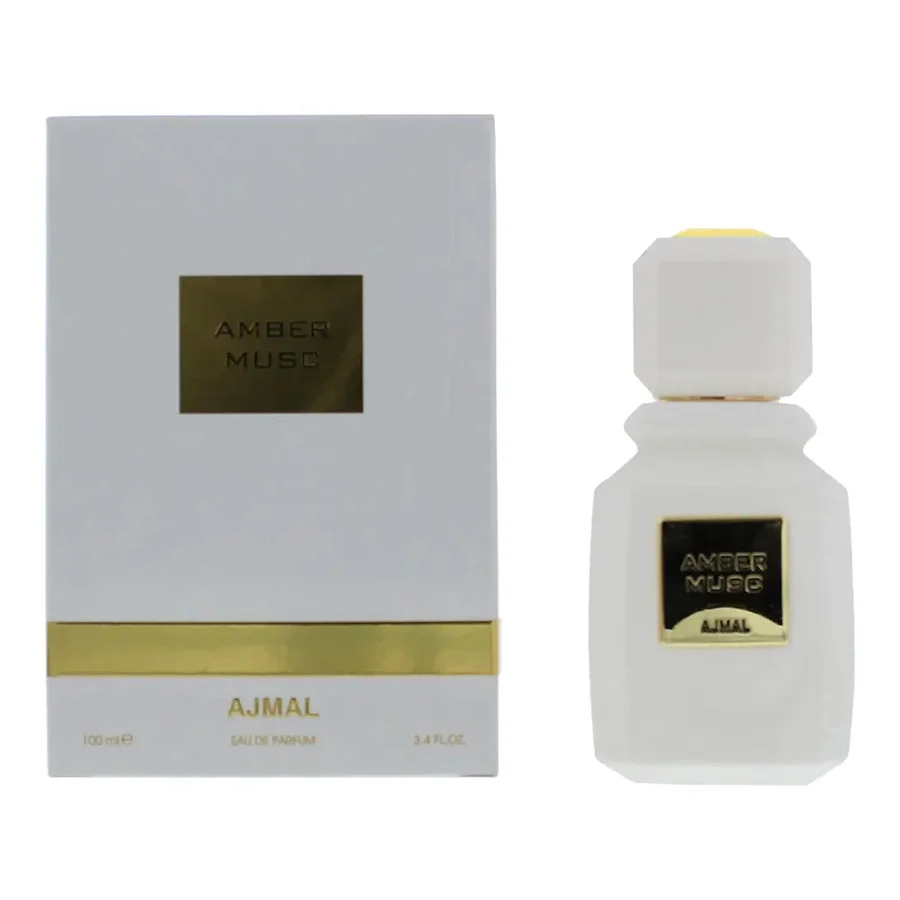 AMBER
MUSC
AJMAL
100 ml e
EAU DE PARFUM
3.4 FL.OZ.
AMBER
MUSC
AJMAL